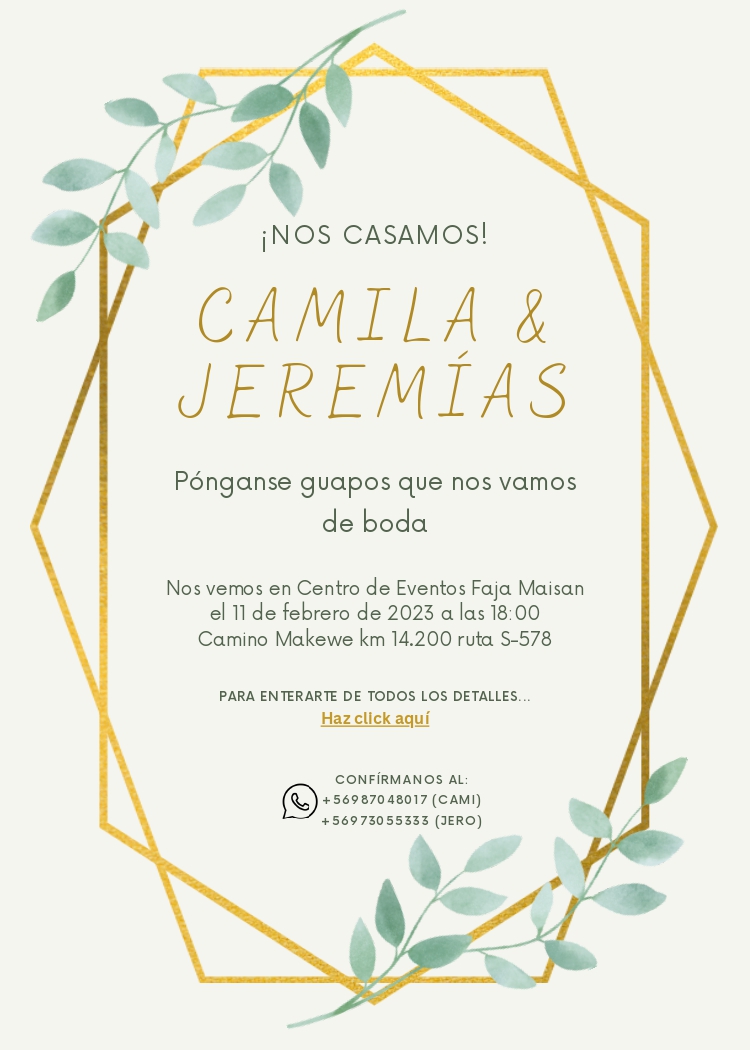 ¡NOS CASAMOS!
CAMILA &
JEREMÍAS
Pónganse guapos que nos vamos
de boda
Nos vemos en Centro de Eventos Faja Maisan
el 11 de febrero de 2023 a las 18:00
Camino Makewe km 14.200 ruta S-578
PARA ENTERARTE DE TODOS LOS DETALLES...
Haz click aquí
CONFÍRMANOS AL:
+56987048017 (CAMI)
+56973055333 (JERO)